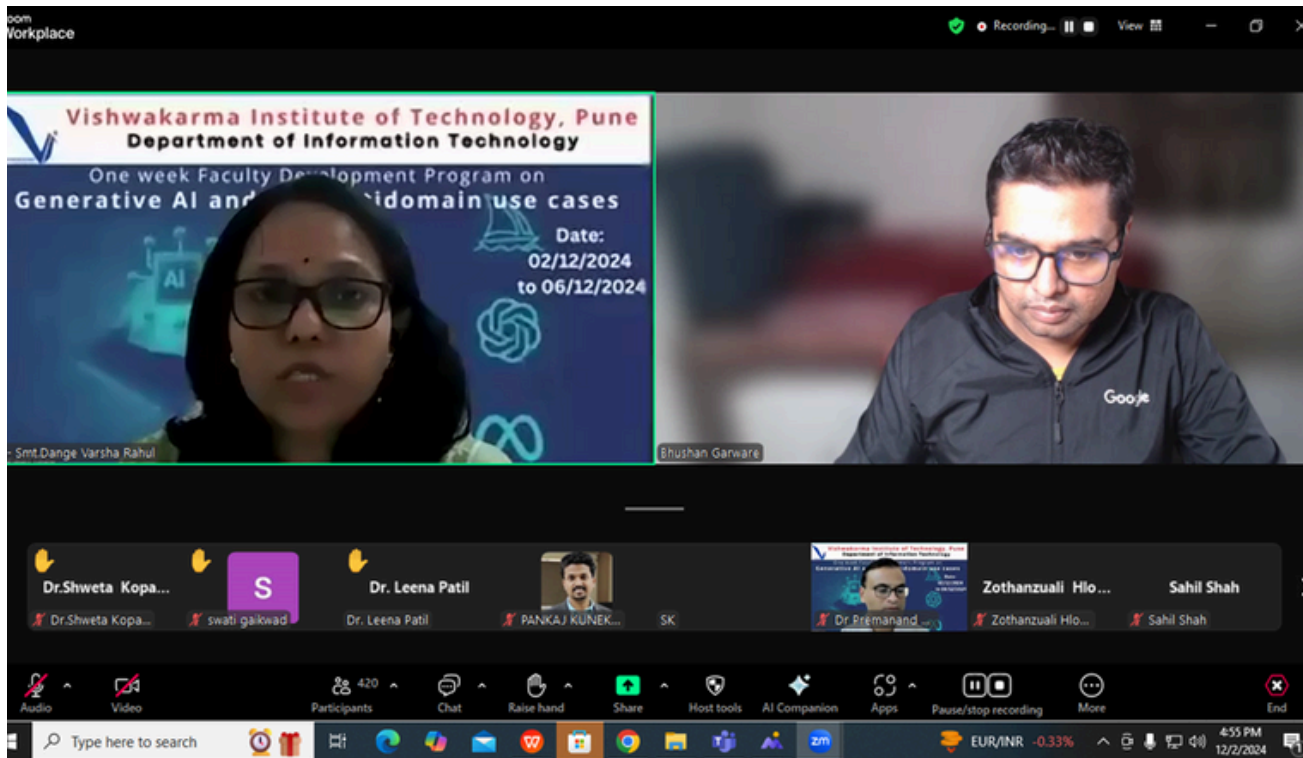 oom
Workplace
Recording...
View
Vishwakarma Institute of Technology, Pune
Department of Information Technology
One week Faculty Development Program on
Generative AI and idomain use cases
Date:
02/12/2024
to 06/12/2024
AI
Google
- Smt.Dange Varsha Rahul
Bhushan Garware
Dr.Shweta Kopa...
S
Dr. Leena Patil
Zothanzuali Hlo...
Sahil Shah
Dr.Shweta Kopa...
swati gaikwad
Dr. Leena Patil
PANKAJ KUNEK...
SK
Vishwakarma Institute of Technology, Pune
Department of Information Technology
Dr Premanand
Zothanzuali Hlo...
Sahil Shah
Audio
Video
420
Participants
Chat
Raise hand
Share
Host tools
AI Companion
Apps
Pause/stop recording
More
End
Type here to search
zm
EUR/INR -0.33%
4:55 PM
12/2/2024